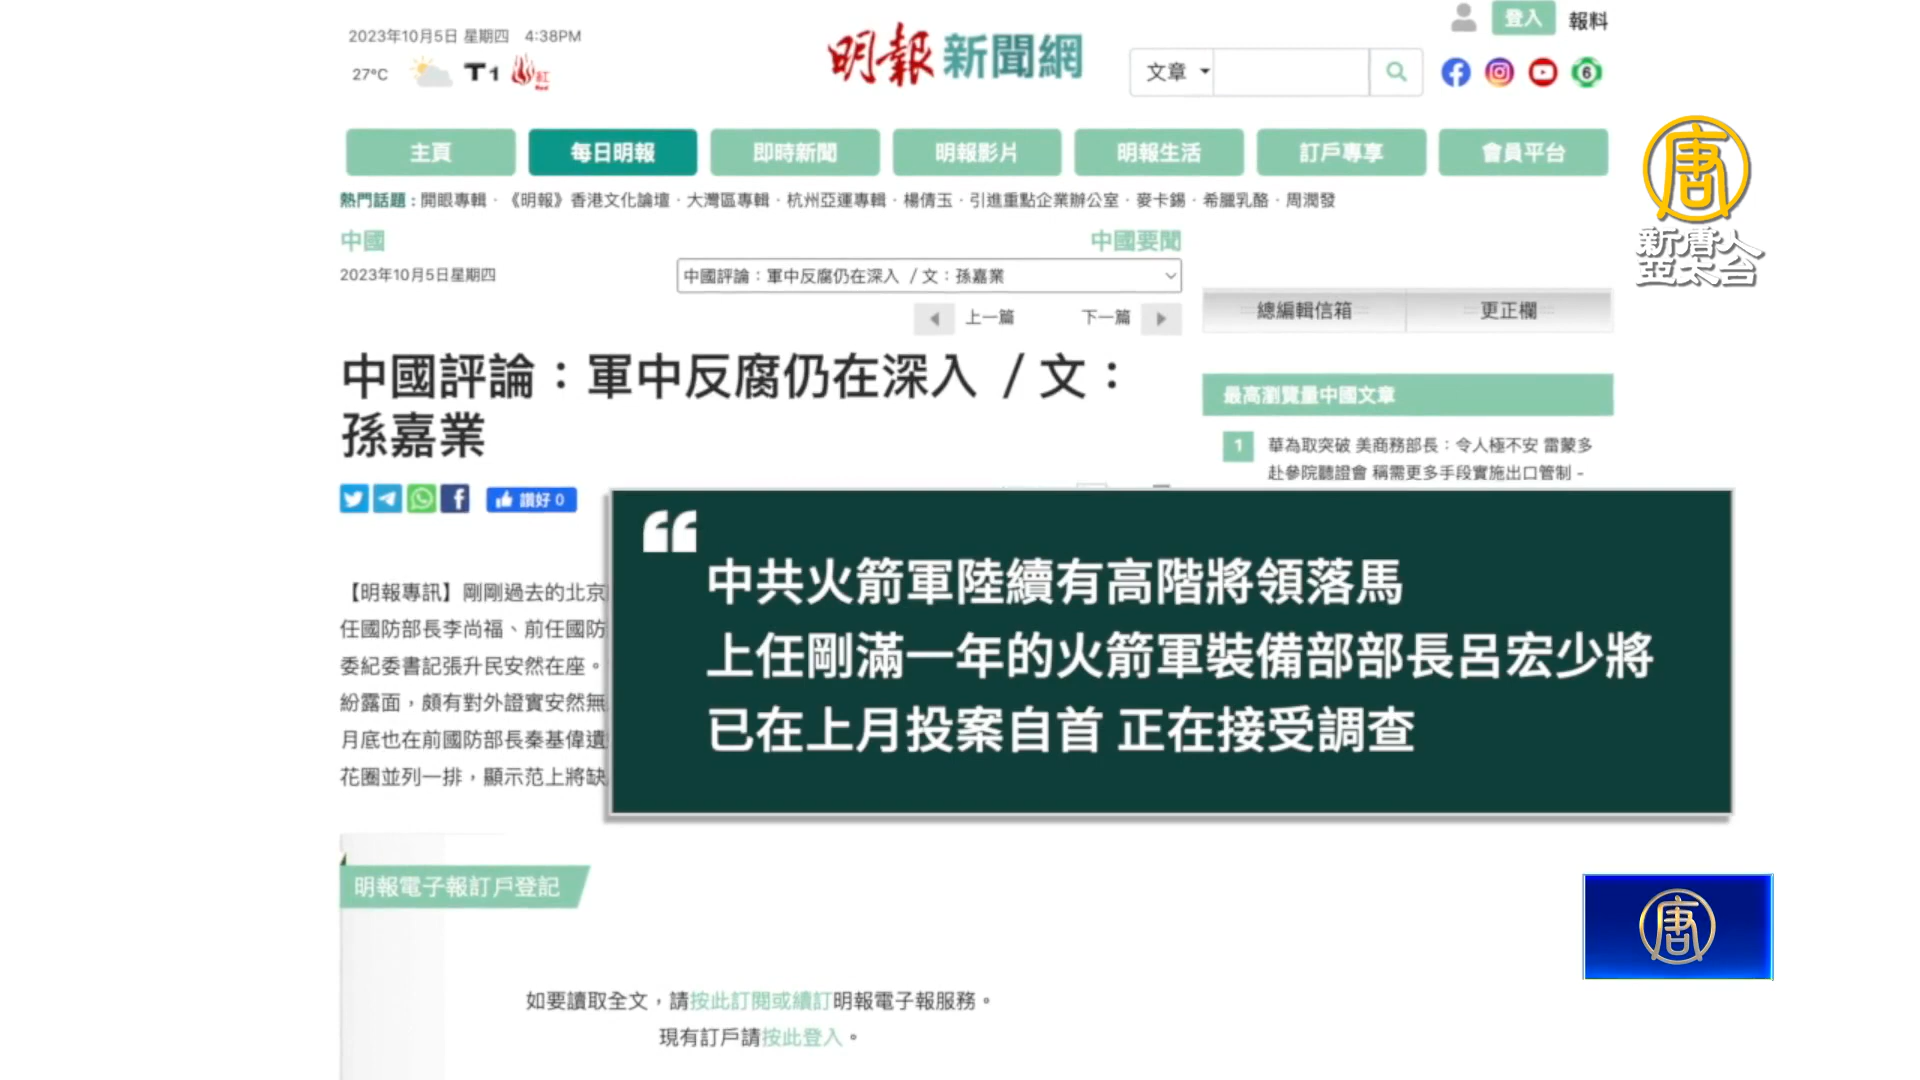 2023年10月5日 星期四 4:38PM
27°C
T1
紅
明報 新聞網
文章
登入 報料
主頁 每日明報 即時新聞 明報影片 明報生活 訂戶專享 會員平台
熱門話題 : 開眼專輯 · 《明報》香港文化論壇 · 大灣區專輯 · 杭州亞運專輯 · 楊倩玉 · 引進重點企業辦公室 · 麥卡錫 · 希臘乳酪 · 周潤發
中國 中國要聞
2023年10月5日星期四
中國評論：軍中反腐仍在深入 / 文：孫嘉業
上一篇 下一篇
總編輯信箱 更正欄
中國評論：軍中反腐仍在深入 / 文：
孫嘉業
讚好 0
最高瀏覽量中國文章
1 華為取突破 美商務部長：令人極不安 雷蒙多
赴參院聽證會 稱需更多手段實施出口管制 -
【明報專訊】剛剛過去的北京
任國防部長李尚福、前任國防
委紀委書記張升民安然在座。
紛露面，頗有對外證實安然無
月底也在前國防部長秦基偉遺
花圈並列一排，顯示范上將缺
中共火箭軍陸續有高階將領落馬
上任剛滿一年的火箭軍裝備部部長呂宏少將
已在上月投案自首 正在接受調查
明報電子報訂戶登記
如要讀取全文，請按此訂閱或續訂明報電子報服務。
現有訂戶請按此登入。
唐
新唐人
亞太台
唐